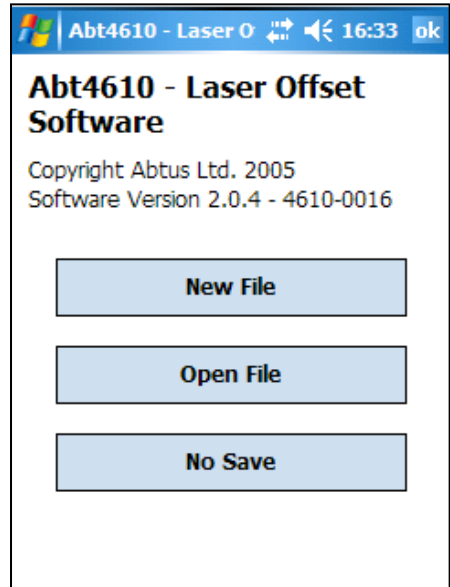 Abt4610 - Laser O 16:33 ok
Abt4610 - Laser Offset
Software
Copyright Abtus Ltd. 2005
Software Version 2.0.4 - 4610-0016
New File
Open File
No Save